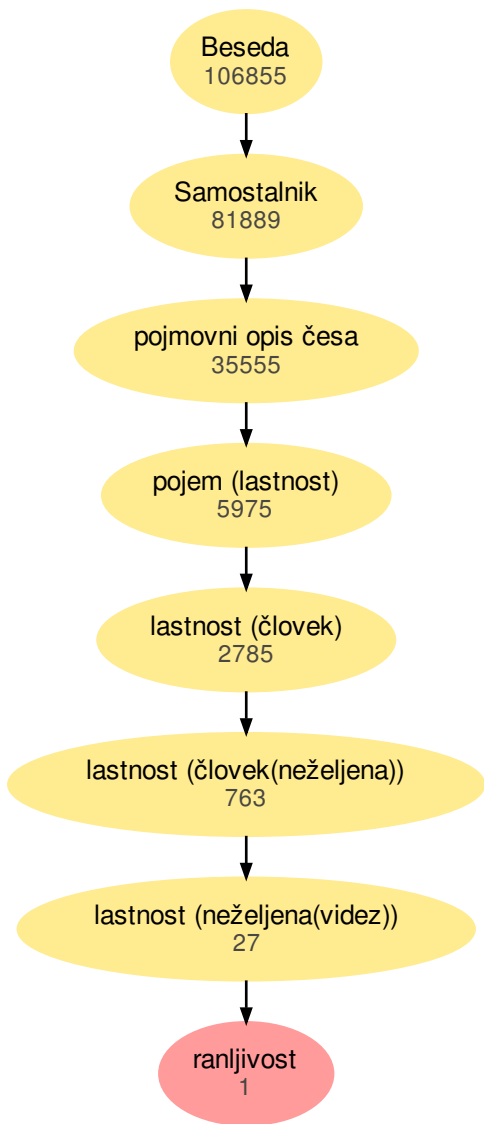 Beseda
106855
Samostalnik
81889
pojmovni opis česa
35555
pojem (lastnost)
5975
lastnost (človek)
2785
lastnost (človek(neželjena))
763
lastnost (neželjena(videz))
27
ranljivost
1